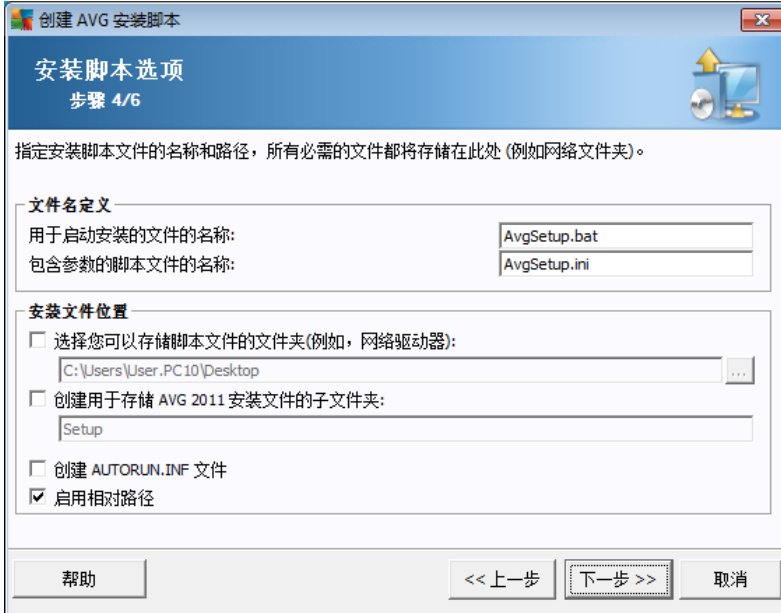 创建 AVG 安装脚本
安装脚本选项
步骤 4/6
指定安装脚本文件的名称和路径，所有必需的文件都将存储在此处 (例如网络文件夹)。
文件名定义
用于启动安装的文件的名称: AvgSetup.bat
包含参数的脚本文件的名称: AvgSetup.ini
安装文件位置
选择您可以存储脚本文件的文件夹(例如，网络驱动器):
C:\Users\User.PC10\Desktop ...
创建用于存储 AVG 2011 安装文件的子文件夹:
Setup
创建 AUTORUN.INF 文件
启用相对路径
帮助 << 上一步 下一步 >> 取消